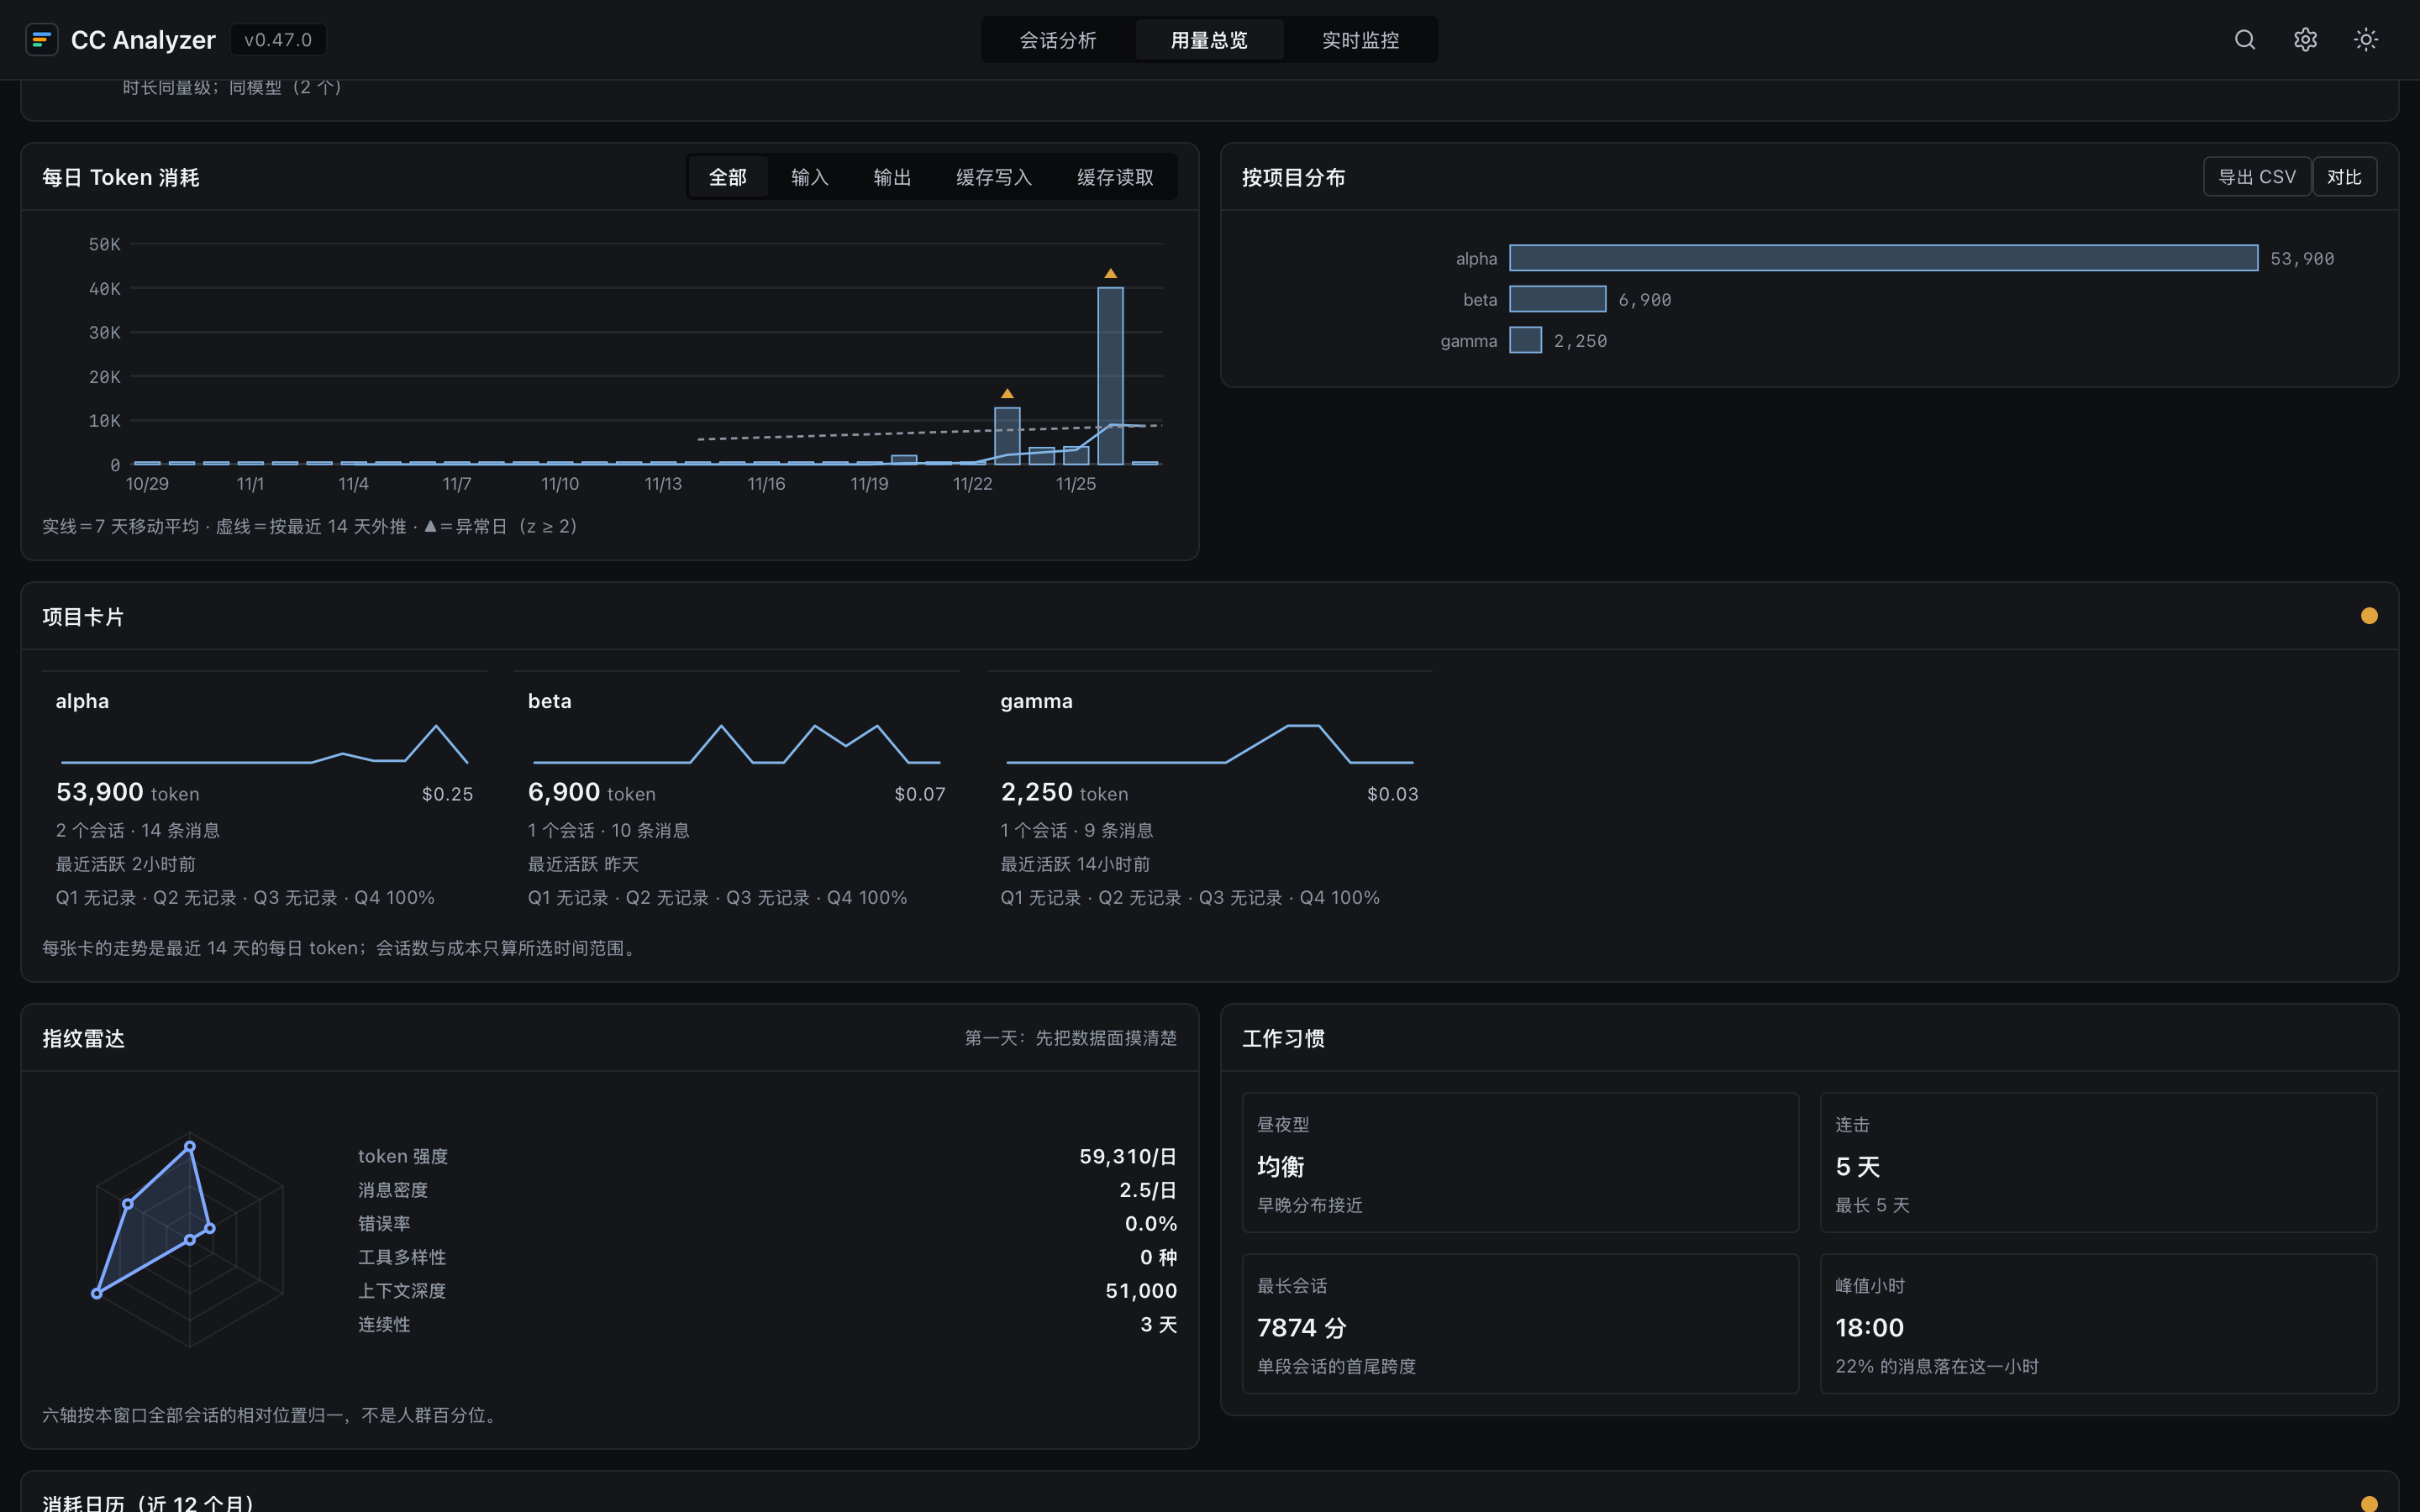 CC Analyzer v0.47.0
会话分析 用量总览 实时监控
时长同量级；同模型（2 个）
每日 Token 消耗
全部 输入 输出 缓存写入 缓存读取
50K
40K
30K
20K
10K
0
10/29 11/1 11/4 11/7 11/10 11/13 11/16 11/19 11/22 11/25
实线＝7 天移动平均 · 虚线＝按最近 14 天外推 · ▲＝异常日（z ≥ 2）
按项目分布
导出 CSV 对比
alpha 53,900
beta 6,900
gamma 2,250
项目卡片
alpha
53,900 token $0.25
2 个会话 · 14 条消息
最近活跃 2小时前
Q1 无记录 · Q2 无记录 · Q3 无记录 · Q4 100%
beta
6,900 token $0.07
1 个会话 · 10 条消息
最近活跃 昨天
Q1 无记录 · Q2 无记录 · Q3 无记录 · Q4 100%
gamma
2,250 token $0.03
1 个会话 · 9 条消息
最近活跃 14小时前
Q1 无记录 · Q2 无记录 · Q3 无记录 · Q4 100%
每张卡的走势是最近 14 天的每日 token；会话数与成本只算所选时间范围。
指纹雷达
第一天：先把数据面摸清楚
token 强度 59,310/日
消息密度 2.5/日
错误率 0.0%
工具多样性 0 种
上下文深度 51,000
连续性 3 天
六轴按本窗口全部会话的相对位置归一，不是人群百分位。
工作习惯
昼夜型
均衡
早晚分布接近
连击
5 天
最长 5 天
最长会话
7874 分
单段会话的首尾跨度
峰值小时
18:00
22% 的消息落在这一小时
消耗日历（近 12 个月）